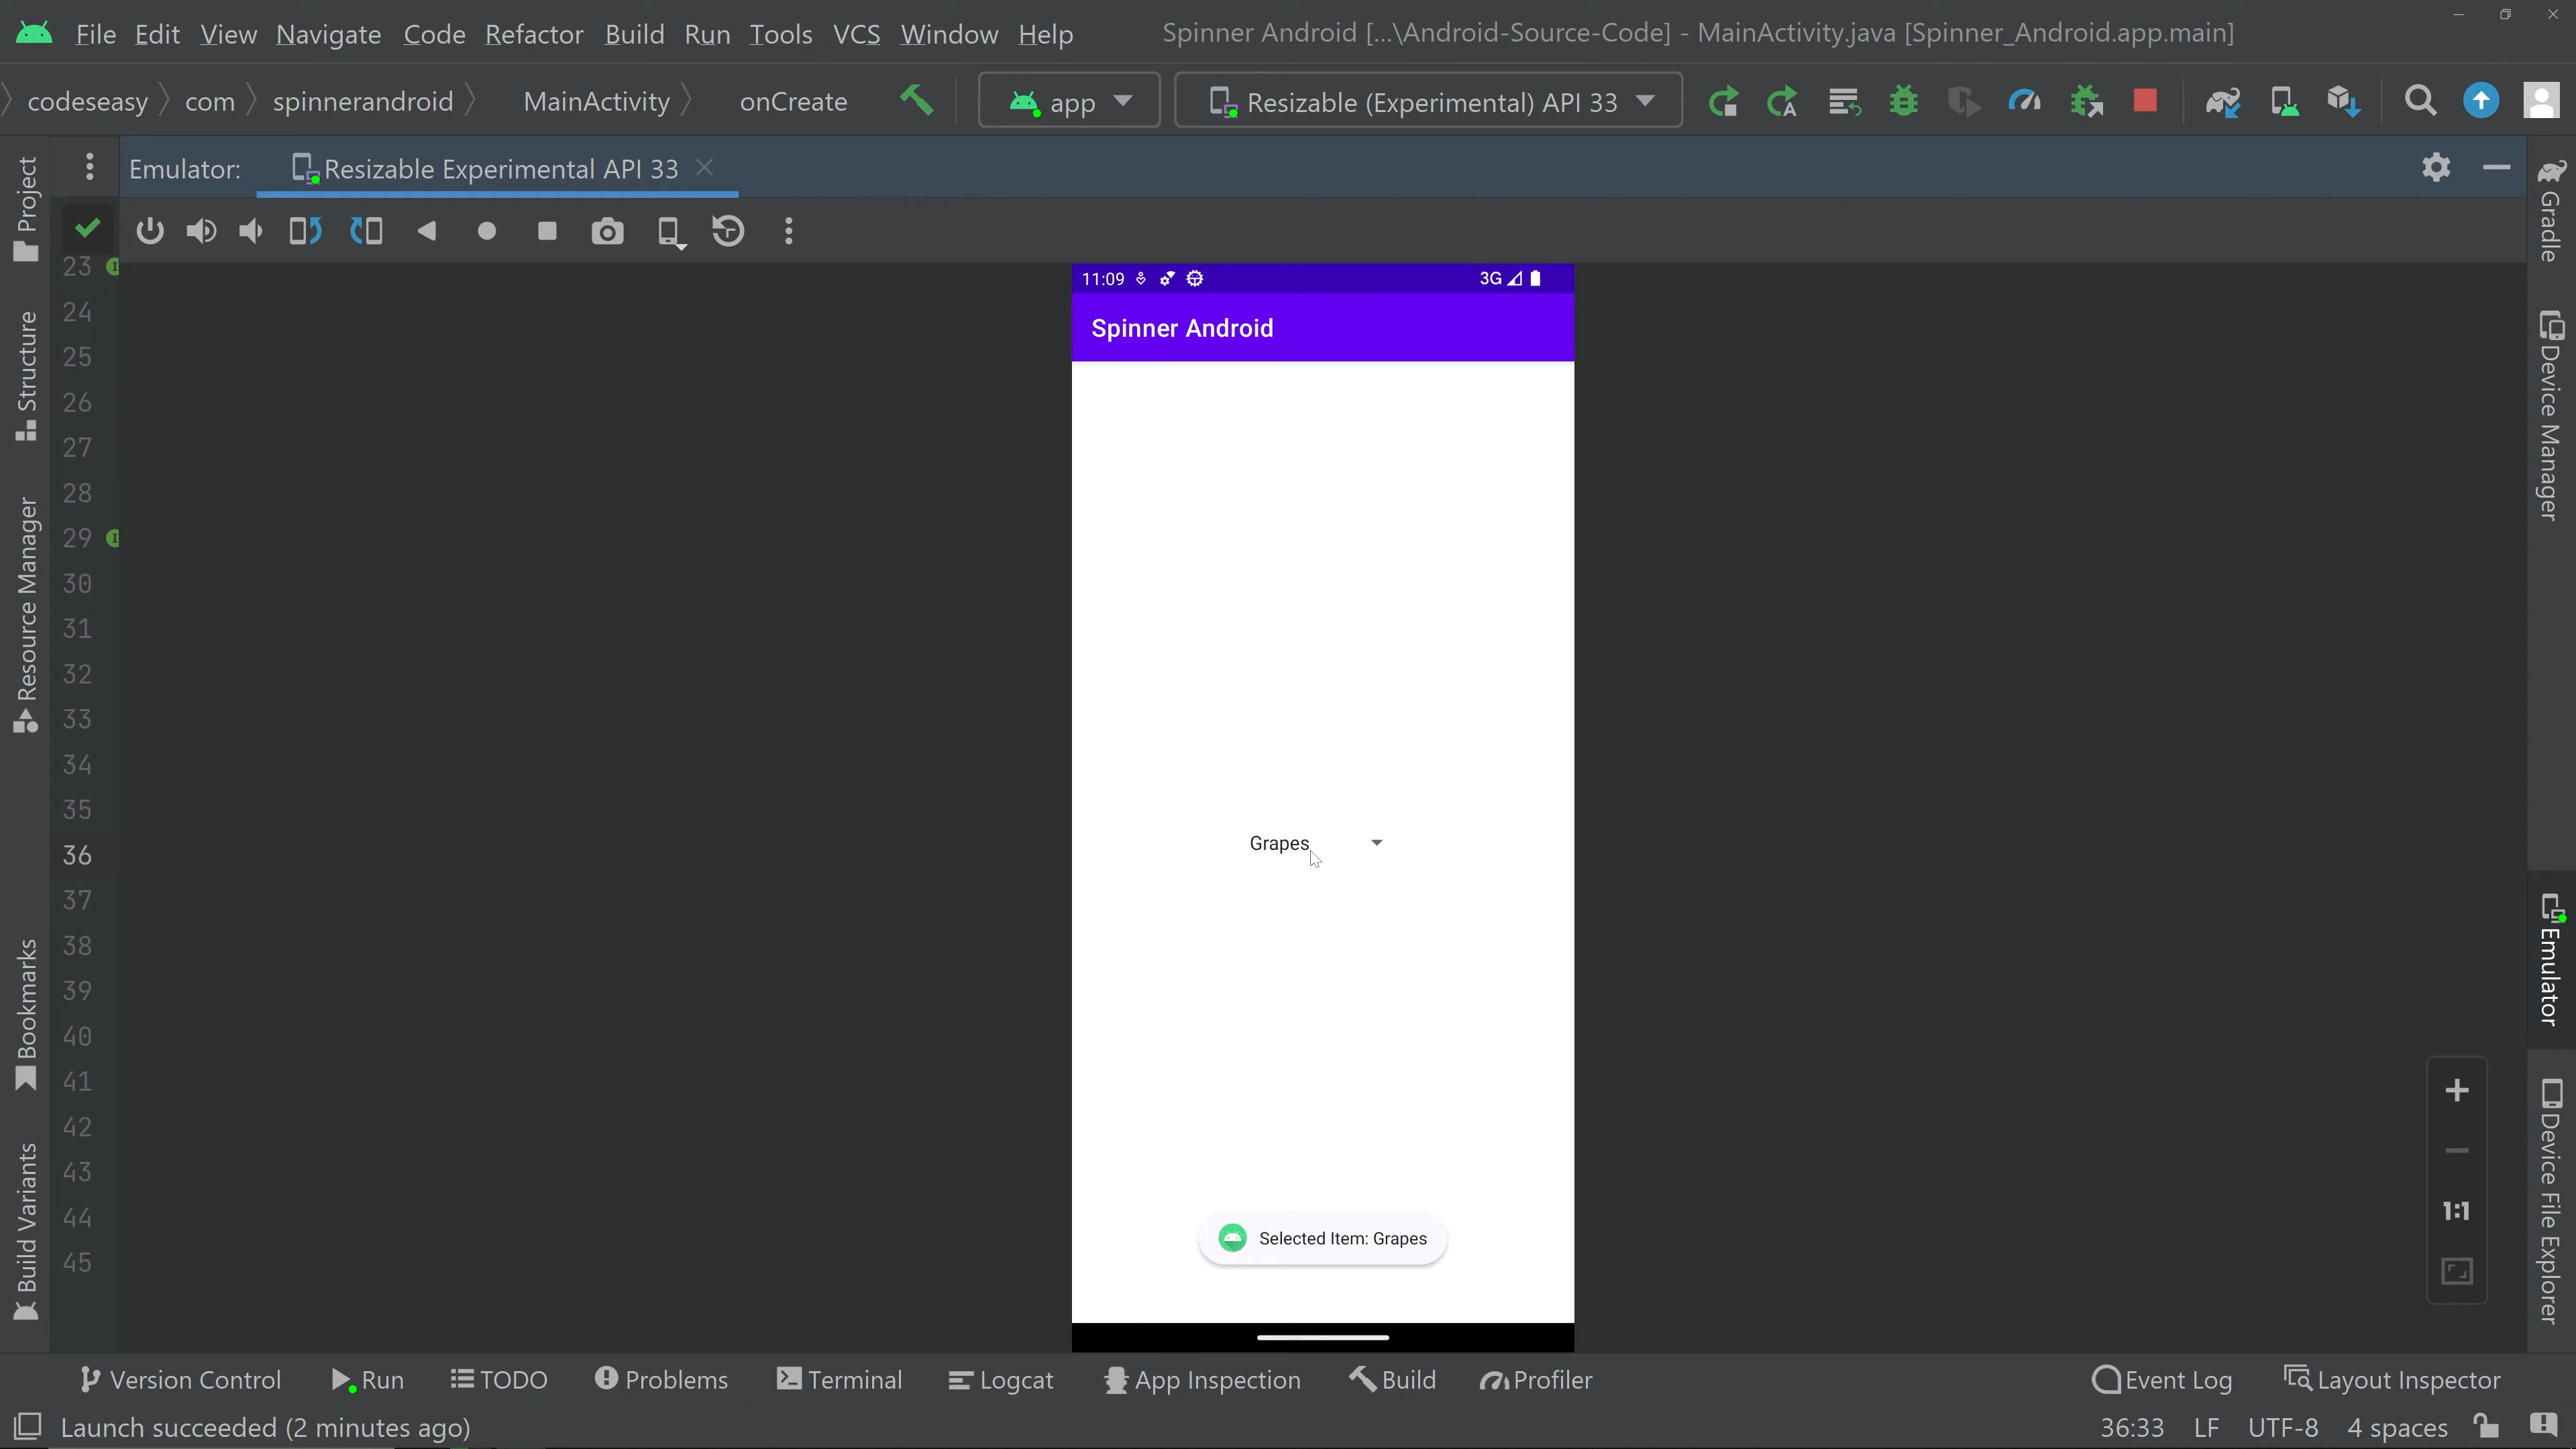 File Edit View Navigate Code Refactor Build Run Tools VCS Window Help Spinner Android [...\Android-Source-Code] - MainActivity.java [Spinner_Android.app.main]
codeseasy com spinnerandroid MainActivity onCreate app Resizable (Experimental) API 33
Emulator: Resizable Experimental API 33
Project
Structure
Resource Manager
Bookmarks
Build Variants
23
24
25
26
27
28
29
30
31
32
33
34
35
36
37
38
39
40
41
42
43
44
45
11:09 3G
Spinner Android
Grapes
Selected Item: Grapes
1:1
Gradle
Device Manager
Emulator
Device File Explorer
Version Control Run TODO Problems Terminal Logcat App Inspection Build Profiler Event Log Layout Inspector
Launch succeeded (2 minutes ago) 36:33 LF UTF-8 4 spaces